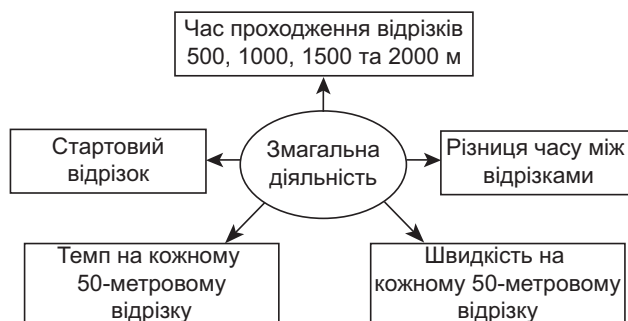 Час проходження відрізків
500, 1000, 1500 та 2000 м
Стартовий
відрізок
Змагальна
діяльність
Різниця часу між
відрізками
Темп на кожному
50-метровому
відрізку
Швидкість на
кожному 50-метровому
відрізку